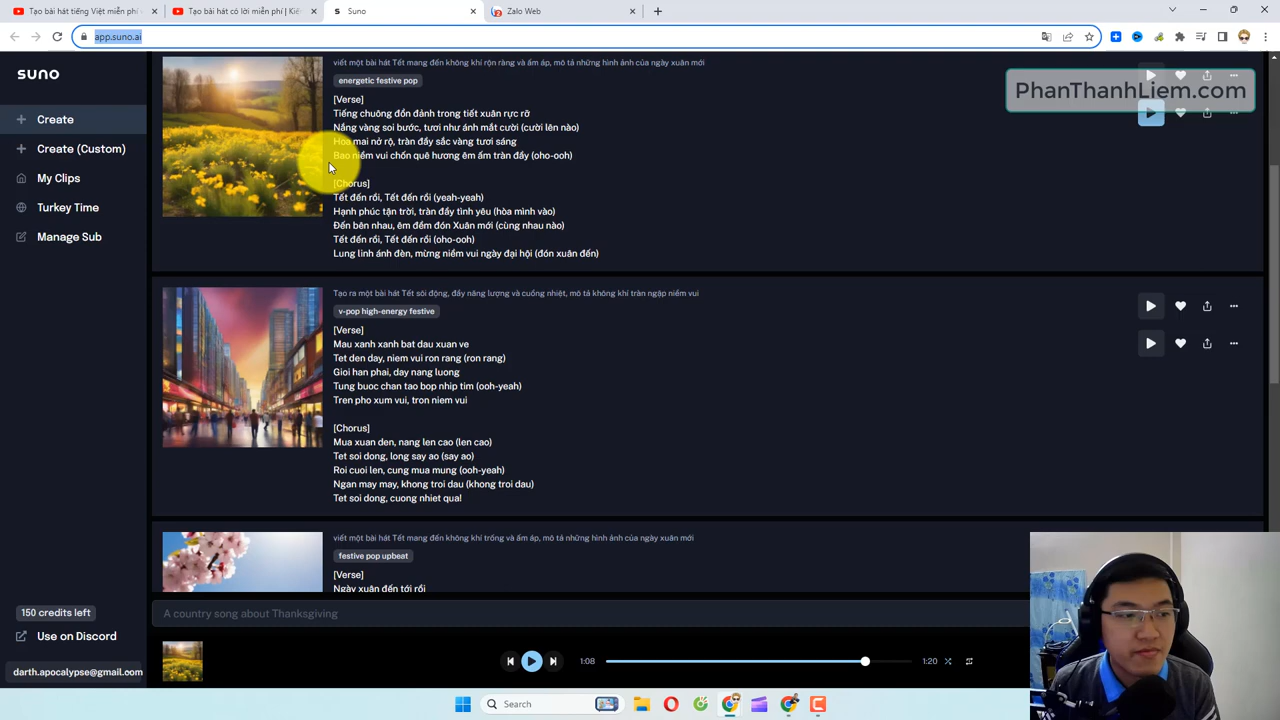 Tạo bài hát tiếng Việt miễn phí
Tạo bài hát có lời miễn phí | Kiế
Suno
Zalo Web
app.suno.ai
SUNO
Create
Create (Custom)
My Clips
Turkey Time
Manage Sub
150 credits left
Use on Discord
darth.apocalypse@gmail.com
PhanThanhLiem.com
viết một bài hát Tết mang đến không khí rộn ràng và ấm áp, mô tả những hình ảnh của ngày xuân mới
energetic festive pop
[Verse]
Tiếng chuông đổn đảnh trong tiết xuân rực rỡ
Nắng vàng soi bước, tươi như ánh mắt cười (cười lên nào)
Hoa mai nở rộ, tràn đầy sắc vàng tươi sáng
Bao niềm vui chốn quê hương êm ấm tràn đầy (oho-ooh)
[Chorus]
Tết đến rồi, Tết đến rồi (yeah-yeah)
Hạnh phúc tận trời, tràn đầy tình yêu (hòa mình vào)
Đến bên nhau, êm đềm đón Xuân mới (cùng nhau nào)
Tết đến rồi, Tết đến rồi (oho-ooh)
Lung linh ánh đèn, mừng niềm vui ngày đại hội (đón xuân đến)
Tạo ra một bài hát Tết sôi động, đầy năng lượng và cuồng nhiệt, mô tả không khí tràn ngập niềm vui
v-pop high-energy festive
[Verse]
Mau xanh xanh bat dau xuan ve
Tet den day, niem vui ron rang (ron rang)
Gioi han phai, day nang luong
Tung buoc chan tao bop nhip tim (ooh-yeah)
Tren pho xum vui, tron niem vui
[Chorus]
Mua xuan den, nang len cao (len cao)
Tet soi dong, long say ao (say ao)
Roi cuoi len, cung mua mung (ooh-yeah)
Ngan may may, khong troi dau (khong troi dau)
Tet soi dong, cuong nhiet qua!
viết một bài hát Tết mang đến không khí trống và ấm áp, mô tả những hình ảnh của ngày xuân mới
festive pop upbeat
[Verse]
Ngày xuân đến tới rồi
A country song about Thanksgiving
1:08
1:20
Search